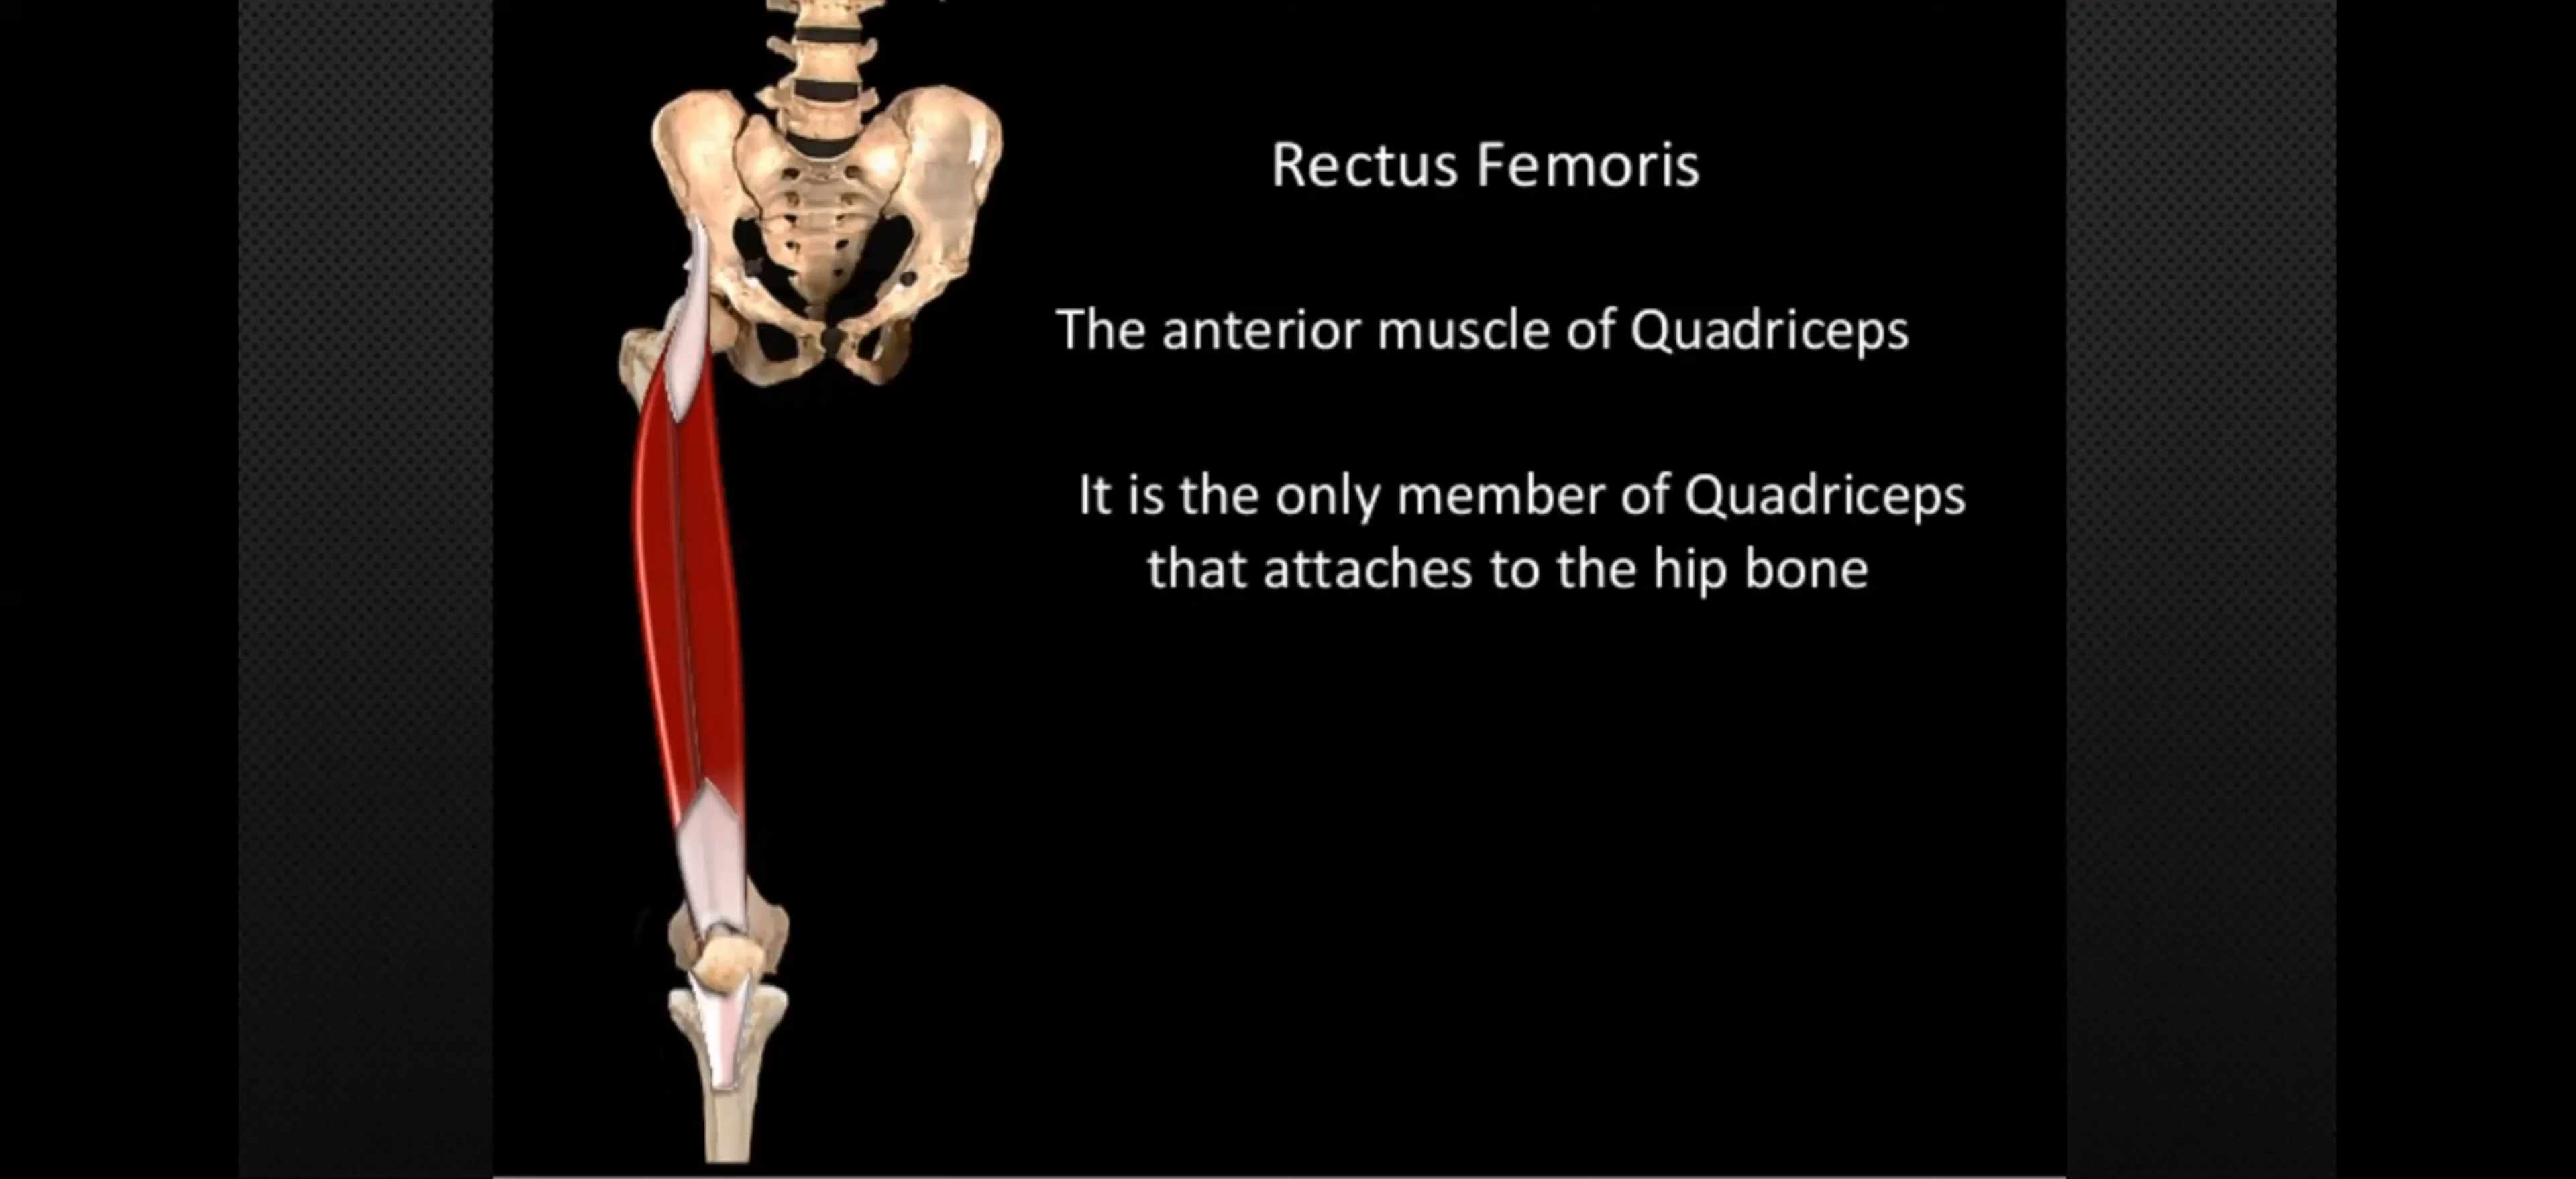 Rectus Femoris
The anterior muscle of Quadriceps
It is the only member of Quadriceps
that attaches to the hip bone